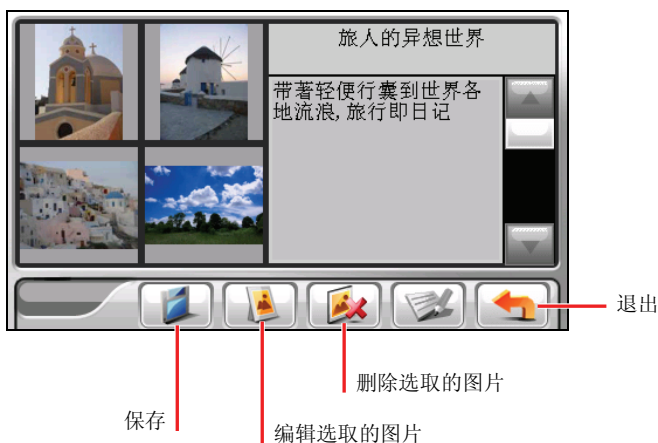 旅人的异想世界
带著轻便行囊到世界各
地流浪,旅行即日记
退出
删除选取的图片
保存
编辑选取的图片